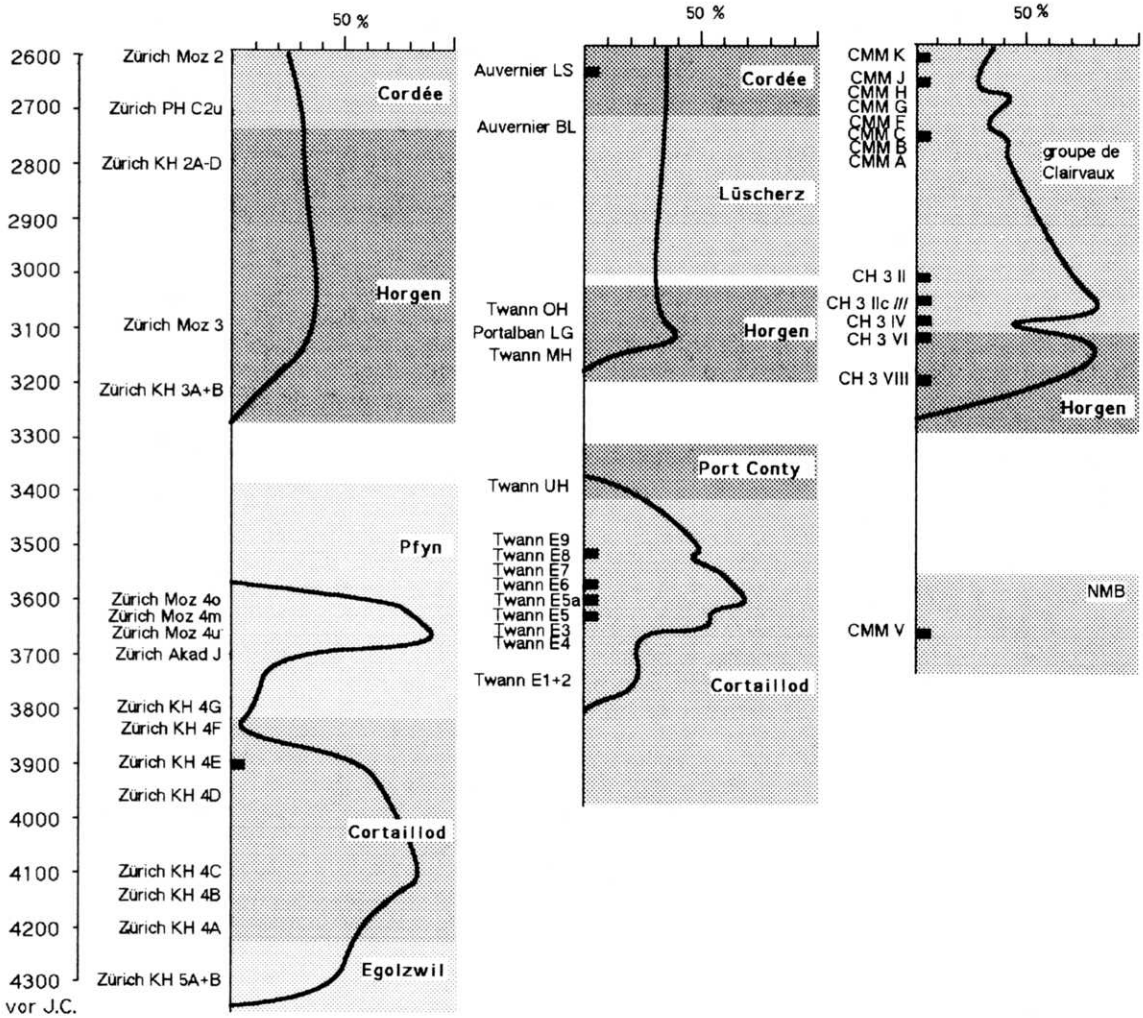 50 %
50 %
50 %
2600
2700
2800
2900
3000
3100
3200
3300
3400
3500
3600
3700
3800
3900
4000
4100
4200
4300
vor J.C.
Zürich Moz 2
Cordée
Zürich PH C2u
Zürich KH 2A-D
Horgen
Zürich Moz 3
Zürich KH 3A+B
Pfyn
Zürich Moz 4o
Zürich Moz 4m
Zürich Moz 4u
Zürich Akad J
Zürich KH 4G
Zürich KH 4F
Zürich KH 4E
Zürich KH 4D
Cortaillod
Zürich KH 4C
Zürich KH 4B
Zürich KH 4A
Egolzwil
Zürich KH 5A+B
Auvernier LS
Cordée
Auvernier BL
Lüscherz
Twann OH
Portalban LG
Horgen
Twann MH
Port Conty
Twann UH
Twann E9
Twann E8
Twann E7
Twann E6
Twann E5a
Twann E5
Twann E3
Twann E4
Twann E1+2
Cortaillod
CMM K
CMM J
CMM H
CMM G
CMM F
CMM C
CMM B
CMM A
groupe de
Clairvaux
CH 3 II
CH 3 IIc III
CH 3 IV
CH 3 VI
CH 3 VIII
Horgen
NMB
CMM V